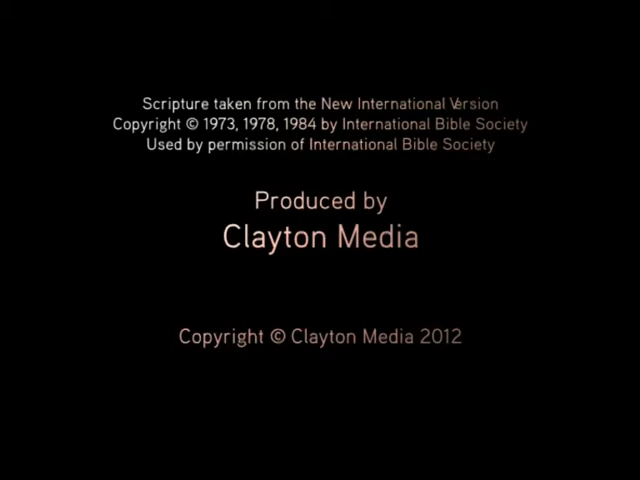 Scripture taken from the New International Version
Copyright © 1973, 1978, 1984 by International Bible Society
Used by permission of International Bible Society
Produced by
Clayton Media
Copyright © Clayton Media 2012